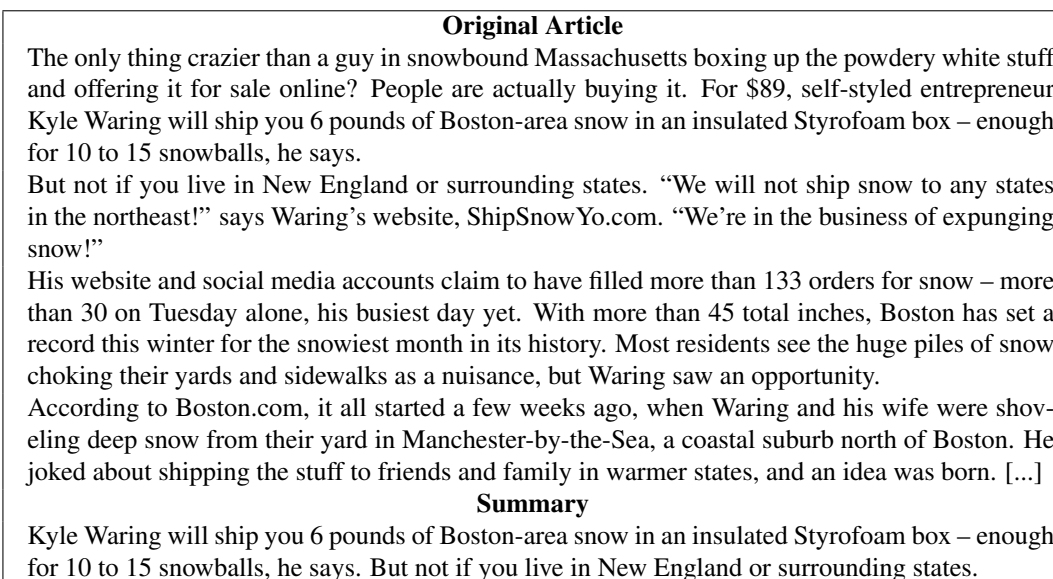 Original Article
The only thing crazier than a guy in snowbound Massachusetts boxing up the powdery white stuff
and offering it for sale online? People are actually buying it. For $89, self-styled entrepreneur
Kyle Waring will ship you 6 pounds of Boston-area snow in an insulated Styrofoam box – enough
for 10 to 15 snowballs, he says.
But not if you live in New England or surrounding states. “We will not ship snow to any states
in the northeast!” says Waring’s website, ShipSnowYo.com. “We’re in the business of expunging
snow!”
His website and social media accounts claim to have filled more than 133 orders for snow – more
than 30 on Tuesday alone, his busiest day yet. With more than 45 total inches, Boston has set a
record this winter for the snowiest month in its history. Most residents see the huge piles of snow
choking their yards and sidewalks as a nuisance, but Waring saw an opportunity.
According to Boston.com, it all started a few weeks ago, when Waring and his wife were shov-
eling deep snow from their yard in Manchester-by-the-Sea, a coastal suburb north of Boston. He
joked about shipping the stuff to friends and family in warmer states, and an idea was born. [...]
Summary
Kyle Waring will ship you 6 pounds of Boston-area snow in an insulated Styrofoam box – enough
for 10 to 15 snowballs, he says. But not if you live in New England or surrounding states.